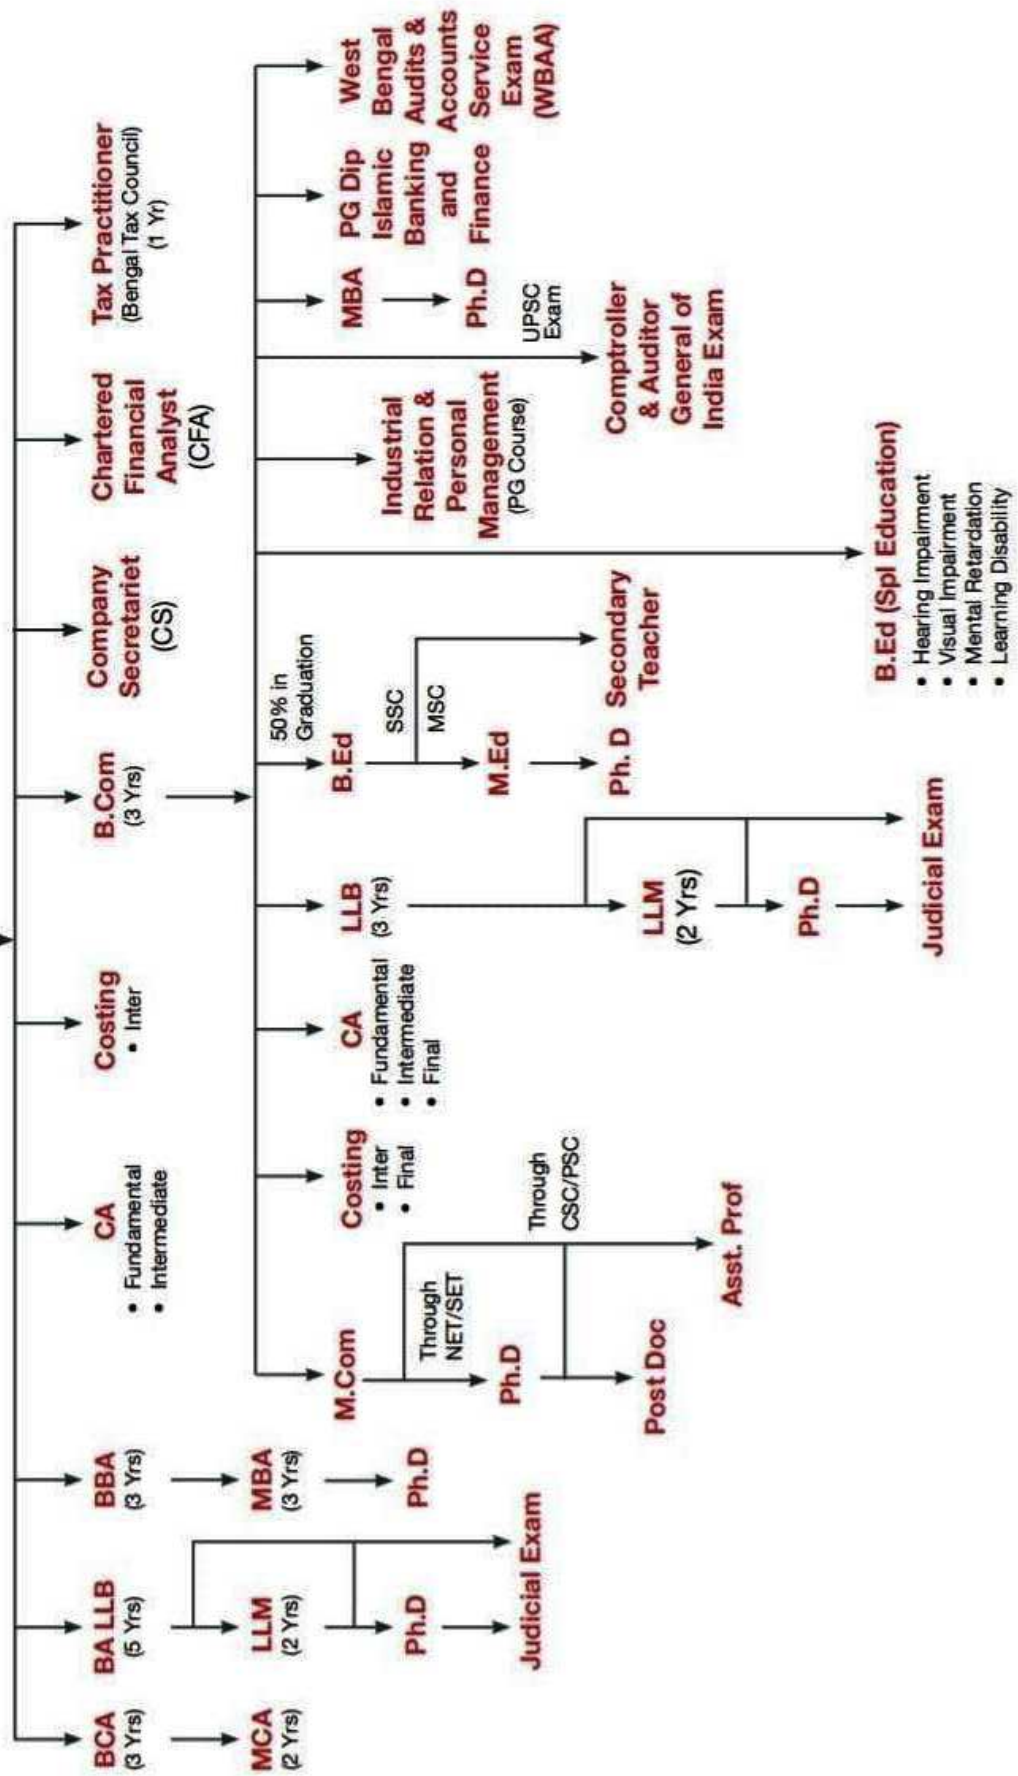 BCA
(3 Yrs)
MCA
(2 Yrs)
BA LLB
(5 Yrs)
LLM
(2 Yrs)
Ph.D
Judicial Exam
BBA
(3 Yrs)
MBA
(3 Yrs)
Ph.D
CA
• Fundamental
• Intermediate
Costing
• Inter
B.Com
(3 Yrs)
Company
Secretariet
(CS)
Chartered
Financial
Analyst
(CFA)
Tax Practitioner
(Bengal Tax Council)
(1 Yr)
M.Com
Through
NET/SET
Ph.D
Through
CSC/PSC
Post Doc
Asst. Prof
Costing
• Inter
• Final
CA
• Fundamental
• Intermediate
• Final
LLB
(3 Yrs)
LLM
(2 Yrs)
Ph.D
Judicial Exam
50% in
Graduation
B.Ed
SSC
MSC
M.Ed
Ph. D
Secondary
Teacher
B.Ed (Spl Education)
• Hearing Impairment
• Visual Impairment
• Mental Retardation
• Learning Disability
Industrial
Relation &
Personal
Management
(PG Course)
UPSC
Exam
Comptroller
& Auditor
General of
India Exam
MBA
Ph.D
PG Dip
Islamic
Banking
and
Finance
West
Bengal
Audits &
Accounts
Service
Exam
(WBAA)